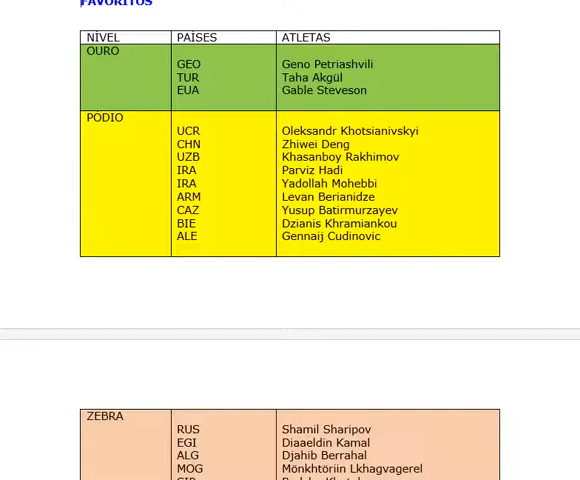 FAVORITOS
NÍVEL PAÍSES ATLETAS
OURO
GEO Geno Petriashvili
TUR Taha Akgül
EUA Gable Steveson
PÓDIO
UCR Oleksandr Khotsianivskyi
CHN Zhiwei Deng
UZB Khasanboy Rakhimov
IRA Parviz Hadi
IRA Yadollah Mohebbi
ARM Levan Berianidze
CAZ Yusup Batirmurzayev
BIE Dzianis Khramiankou
ALE Gennaij Cudinovic
ZEBRA
RUS Shamil Sharipov
EGI Diaaeldin Kamal
ALG Djahib Berrahal
MOG Mönkhtöriin Lkhagvagerel